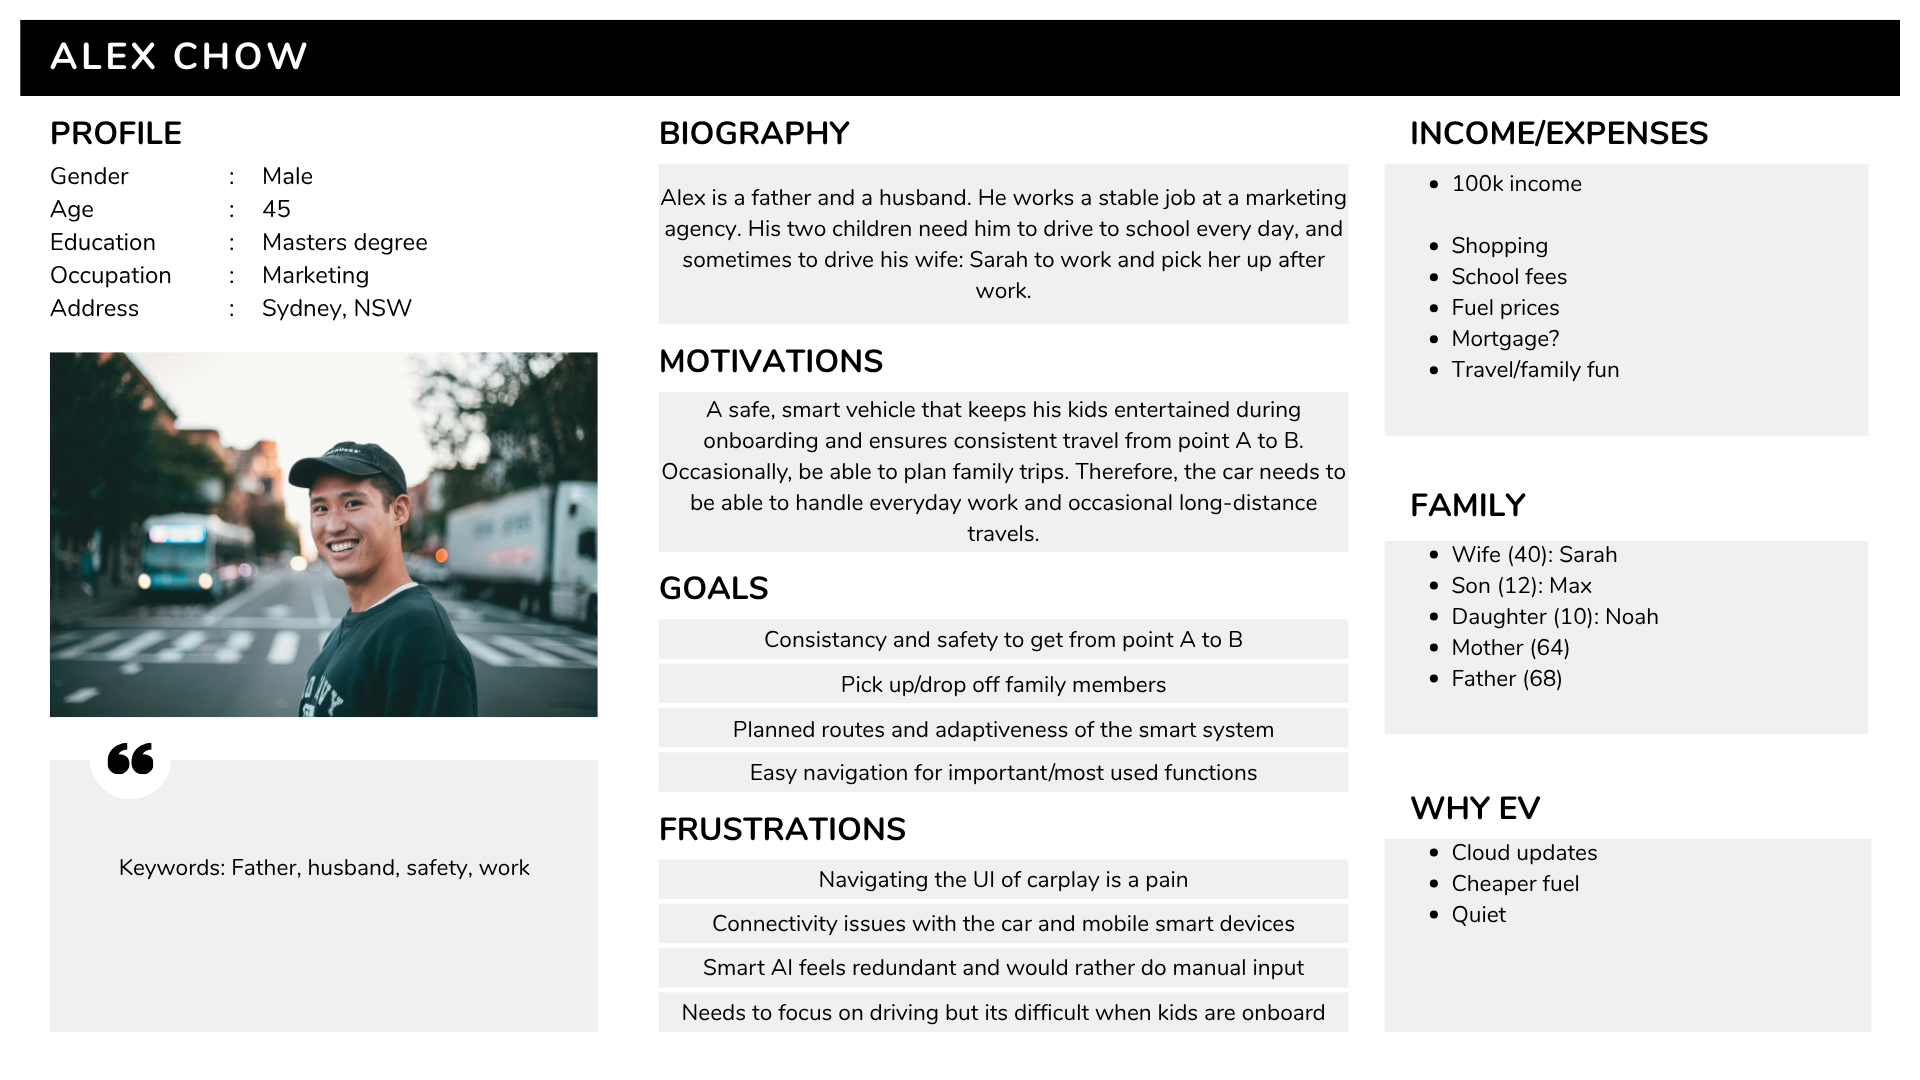 ALEX CHOW
PROFILE
Gender : Male
Age : 45
Education : Masters degree
Occupation : Marketing
Address : Sydney, NSW
Keywords: Father, husband, safety, work
BIOGRAPHY
Alex is a father and a husband. He works a stable job at a marketing
agency. His two children need him to drive to school every day, and
sometimes to drive his wife: Sarah to work and pick her up after
work.
MOTIVATIONS
A safe, smart vehicle that keeps his kids entertained during
onboarding and ensures consistent travel from point A to B.
Occasionally, be able to plan family trips. Therefore, the car needs to
be able to handle everyday work and occasional long-distance
travels.
GOALS
Consistancy and safety to get from point A to B
Pick up/drop off family members
Planned routes and adaptiveness of the smart system
Easy navigation for important/most used functions
FRUSTRATIONS
Navigating the UI of carplay is a pain
Connectivity issues with the car and mobile smart devices
Smart AI feels redundant and would rather do manual input
Needs to focus on driving but its difficult when kids are onboard
INCOME/EXPENSES
• 100k income
• Shopping
• School fees
• Fuel prices
• Mortgage?
• Travel/family fun
FAMILY
• Wife (40): Sarah
• Son (12): Max
• Daughter (10): Noah
• Mother (64)
• Father (68)
WHY EV
• Cloud updates
• Cheaper fuel
• Quiet